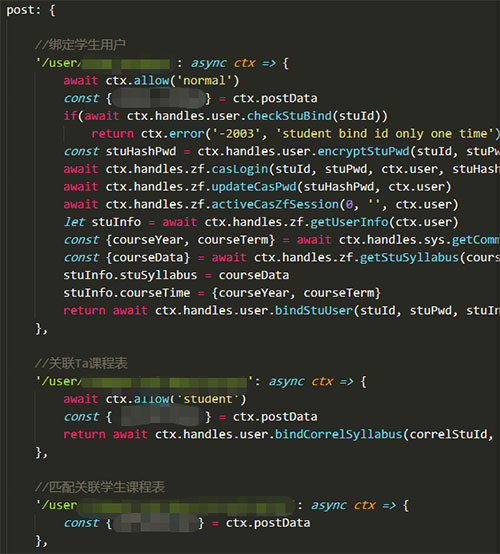 post: {
//绑定学生用户
'/user/ : async ctx => {
await ctx.allow('normal')
const { } = ctx.postData
if(await ctx.handles.user.checkStuBind(stuId))
return ctx.error('-2003', 'student bind id only one time')
const stuHashPwd = ctx.handles.user.encryptStuPwd(stuId, stuPw
await ctx.handles.zf.casLogin(stuId, stuPwd, ctx.user, stuHash
await ctx.handles.zf.updateCasPwd(stuHashPwd, ctx.user)
await ctx.handles.zf.activeCasZfSession(0, '', ctx.user)
let stuInfo = await ctx.handles.zf.getUserInfo(ctx.user)
const {courseYear, courseTerm} = await ctx.handles.sys.getComm
const {courseData} = await ctx.handles.zf.getStuSyllabus(cours
stuInfo.stuSyllabus = courseData
stuInfo.courseTime = {courseYear, courseTerm}
return await ctx.handles.user.bindStuUser(stuId, stuPwd, stuIn
},
//关联Ta课程表
'/user/ ': async ctx => {
await ctx.allow('student')
const { } = ctx.postData
return await ctx.handles.user.bindCorrelSyllabus(correlStuId,
},
//匹配关联学生课程表
'/user : async ctx => {
const { } = ctx.postData
},